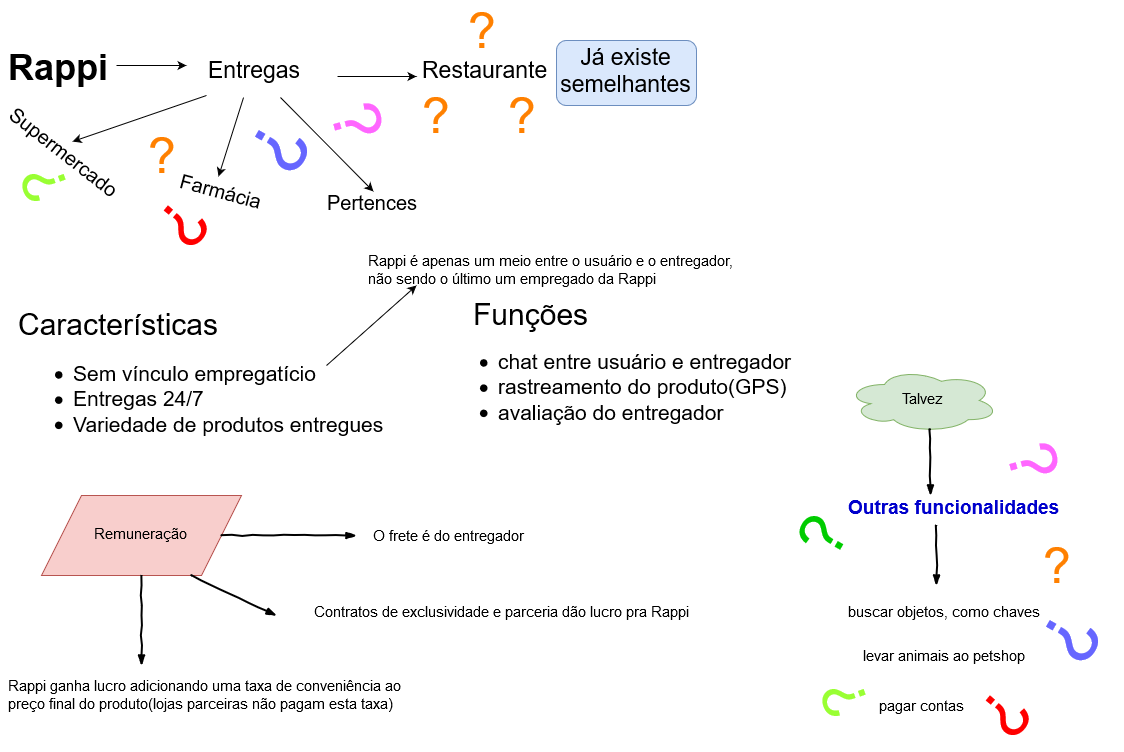 Rappi
Entregas
Restaurante
Já existe
semelhantes
?
?
?
Supermercado
?
?
Farmácia
?
?
?
Pertences
Rappi é apenas um meio entre o usuário e o entregador,
não sendo o último um empregado da Rappi
Características
• Sem vínculo empregatício
• Entregas 24/7
• Variedade de produtos entregues
Funções
• chat entre usuário e entregador
• rastreamento do produto(GPS)
• avaliação do entregador
Talvez
?
Outras funcionalidades
?
?
buscar objetos, como chaves
?
levar animais ao petshop
?
pagar contas
?
Remuneração
O frete é do entregador
Contratos de exclusividade e parceria dão lucro pra Rappi
Rappi ganha lucro adicionando uma taxa de conveniência ao
preço final do produto(lojas parceiras não pagam esta taxa)